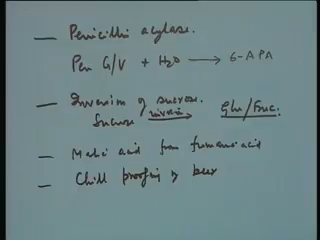 — Penicillin acylase.
Pen G/V + H₂O → 6-APA
— Inversion of sucrose.
Sucrose invertase → Glu/Fruc.
— Malic acid from fumaric acid
— Chill proofing of beer